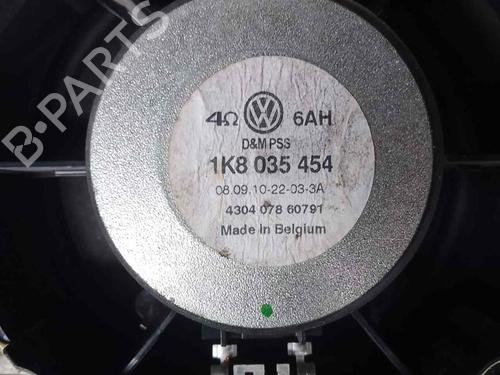 B-PARTS
4Ω 6AH
D&M PSS
1K8 035 454
08.09.10-22-03-3A
4304 078 60791
Made in Belgium